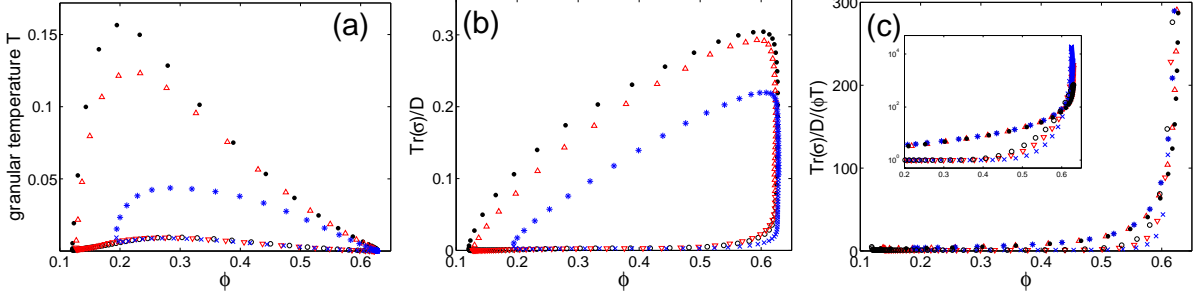 (a)
granular temperature T
0.15
0.1
0.05
0.1 0.2 0.3 0.4 0.5 0.6
ϕ
(b)
Tr(σ)/D
0.3
0.2
0.1
0
0.1 0.2 0.3 0.4 0.5 0.6
ϕ
(c)
Tr(σ)/D/(ϕT)
300
200
100
0
0.1 0.2 0.3 0.4 0.5 0.6
ϕ
10⁴
10²
10⁰
0.2 0.3 0.4 0.5 0.6